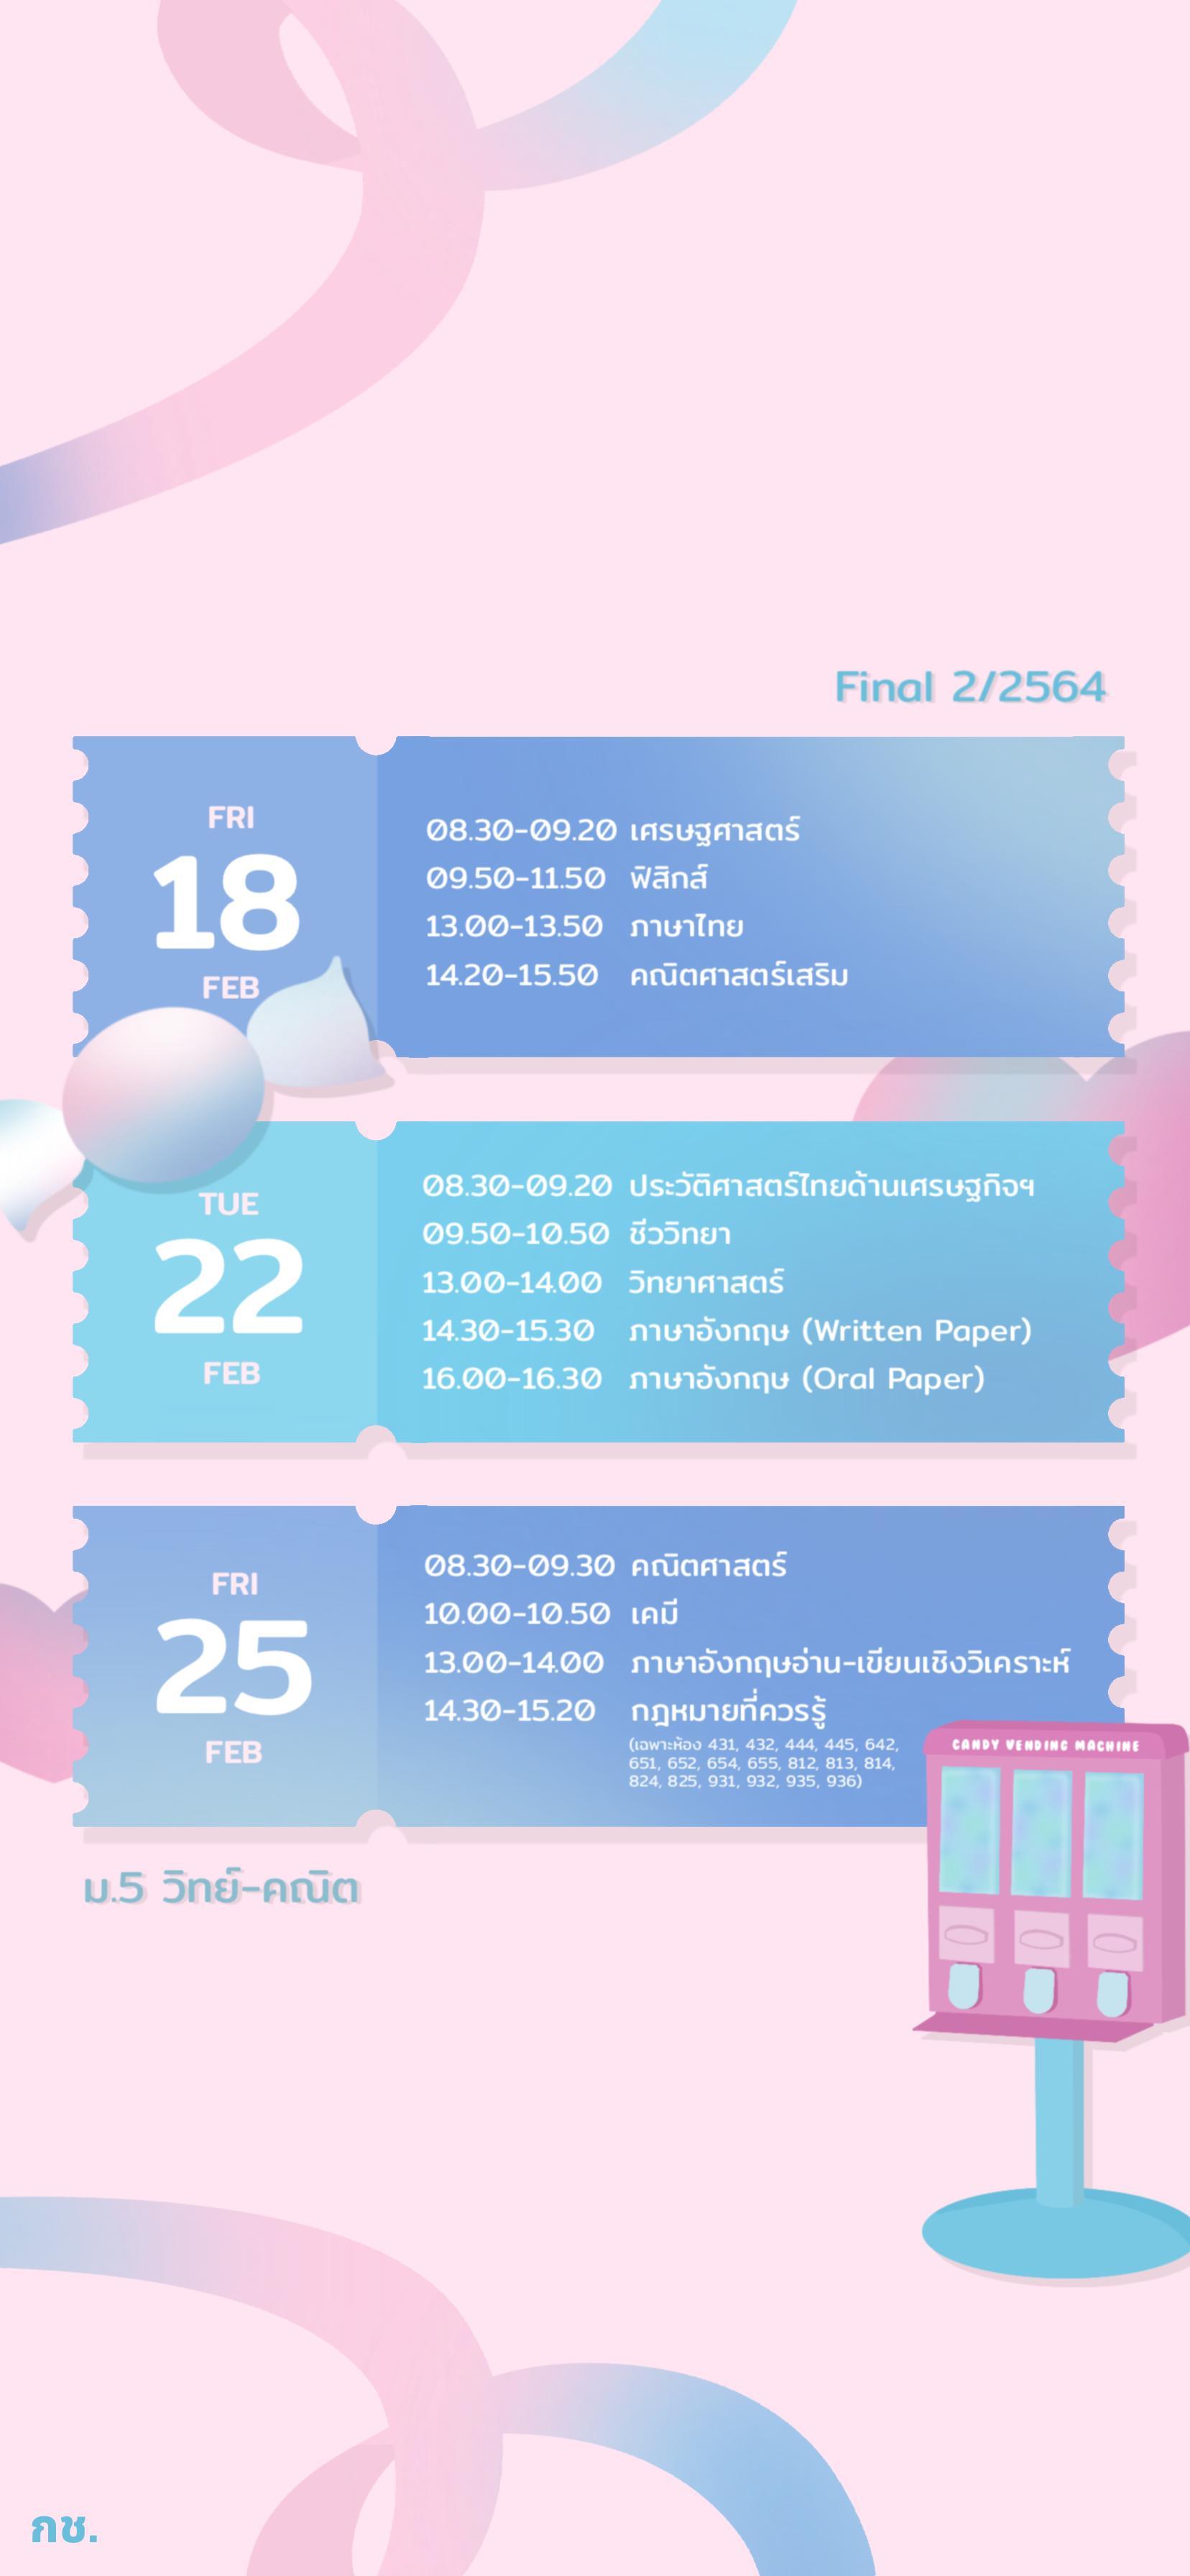 Final 2/2564
FRI
18
FEB
08.30-09.20 เศรษฐศาสตร์
09.50-11.50 ฟิสิกส์
13.00-13.50 ภาษาไทย
14.20-15.50 คณิตศาสตร์เสริม
TUE
22
FEB
08.30-09.20 ประวัติศาสตร์ไทยด้านเศรษฐกิจฯ
09.50-10.50 ชีววิทยา
13.00-14.00 วิทยาศาสตร์
14.30-15.30 ภาษาอังกฤษ (Written Paper)
16.00-16.30 ภาษาอังกฤษ (Oral Paper)
FRI
25
FEB
08.30-09.30 คณิตศาสตร์
10.00-10.50 เคมี
13.00-14.00 ภาษาอังกฤษอ่าน-เขียนเชิงวิเคราะห์
14.30-15.20 กฎหมายที่ควรรู้
(เฉพาะห้อง 431, 432, 444, 445, 642,
651, 652, 654, 655, 812, 813, 814,
824, 825, 931, 932, 935, 936)
CANDY VENDING MACHINE
ม.5 วิทย์-คณิต
กช.